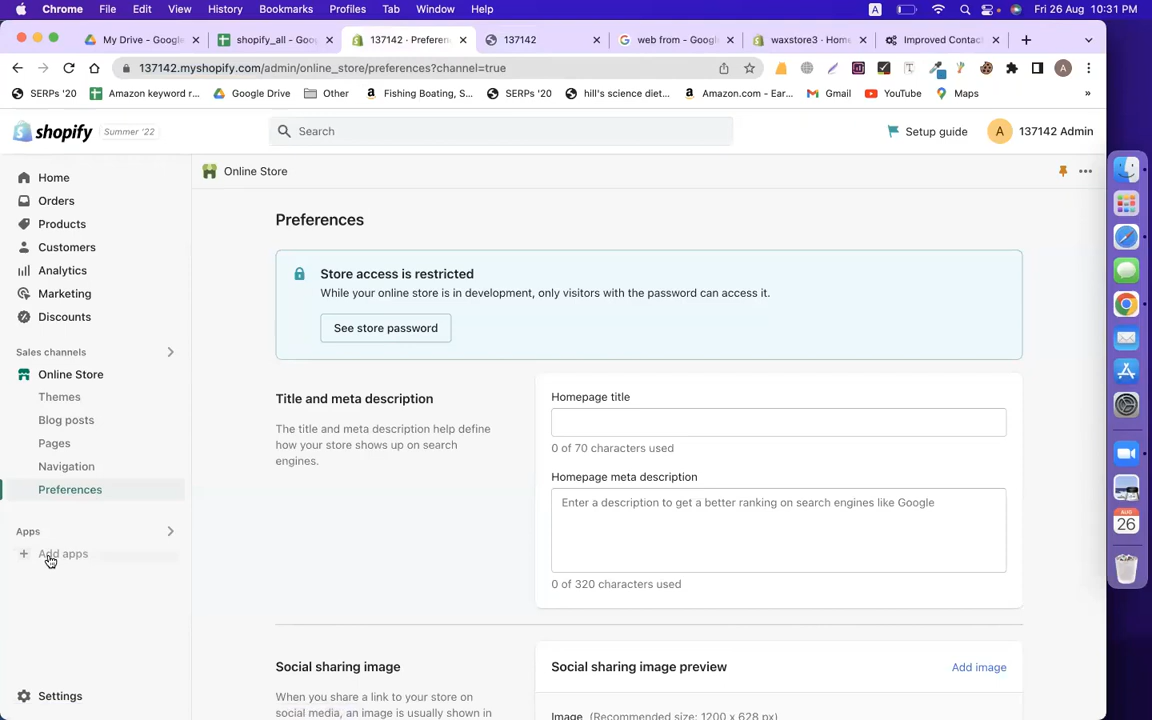 Chrome File Edit View History Bookmarks Profiles Tab Window Help A Fri 26 Aug 10:31 PM
My Drive - Google shopify_all - Goo 137142 · Preferen 137142 web from - Googl waxstore3 · Hom Improved Contac
137142.myshopify.com/admin/online_store/preferences?channel=true A
SERPs '20 Amazon keyword r... Google Drive Other Fishing Boating, S... SERPs '20 hill's science diet... Amazon.com - Ear... Gmail YouTube Maps »
shopify Summer '22 Search Setup guide A 137142 Admin
Home
Orders
Products
Customers
Analytics
Marketing
Discounts
Sales channels
Online Store
Themes
Blog posts
Pages
Navigation
Preferences
Apps
Add apps
Settings
Online Store
Preferences
Store access is restricted
While your online store is in development, only visitors with the password can access it.
See store password
Title and meta description
The title and meta description help define
how your store shows up on search
engines.
Homepage title
0 of 70 characters used
Homepage meta description
Enter a description to get a better ranking on search engines like Google
0 of 320 characters used
Social sharing image
When you share a link to your store on
social media, an image is usually shown in
Social sharing image preview
Add image
Image (Recommended size: 1200 x 628 px)
AUG
26